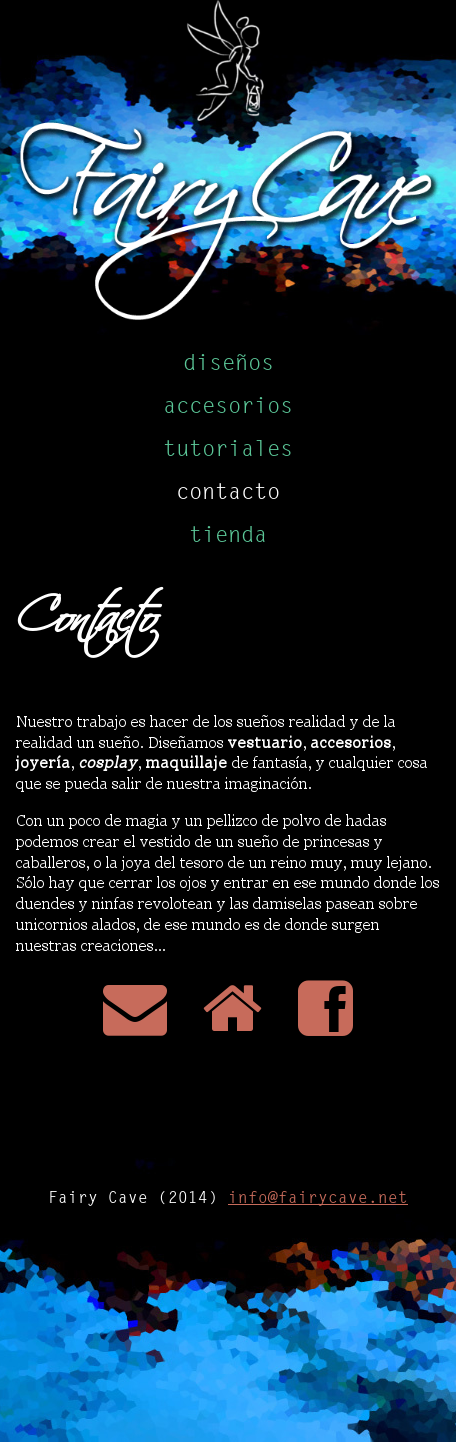 Fairy Cave
diseños
accesorios
tutoriales
contacto
tienda
Contacto
Nuestro trabajo es hacer de los sueños realidad y de la
realidad un sueño. Diseñamos vestuario, accesorios,
joyería, cosplay, maquillaje de fantasía, y cualquier cosa
que se pueda salir de nuestra imaginación.
Con un poco de magia y un pellizco de polvo de hadas
podemos crear el vestido de un sueño de princesas y
caballeros, o la joya del tesoro de un reino muy, muy lejano.
Sólo hay que cerrar los ojos y entrar en ese mundo donde los
duendes y ninfas revolotean y las damiselas pasean sobre
unicornios alados, de ese mundo es de donde surgen
nuestras creaciones...
Fairy Cave (2014) info@fairycave.net